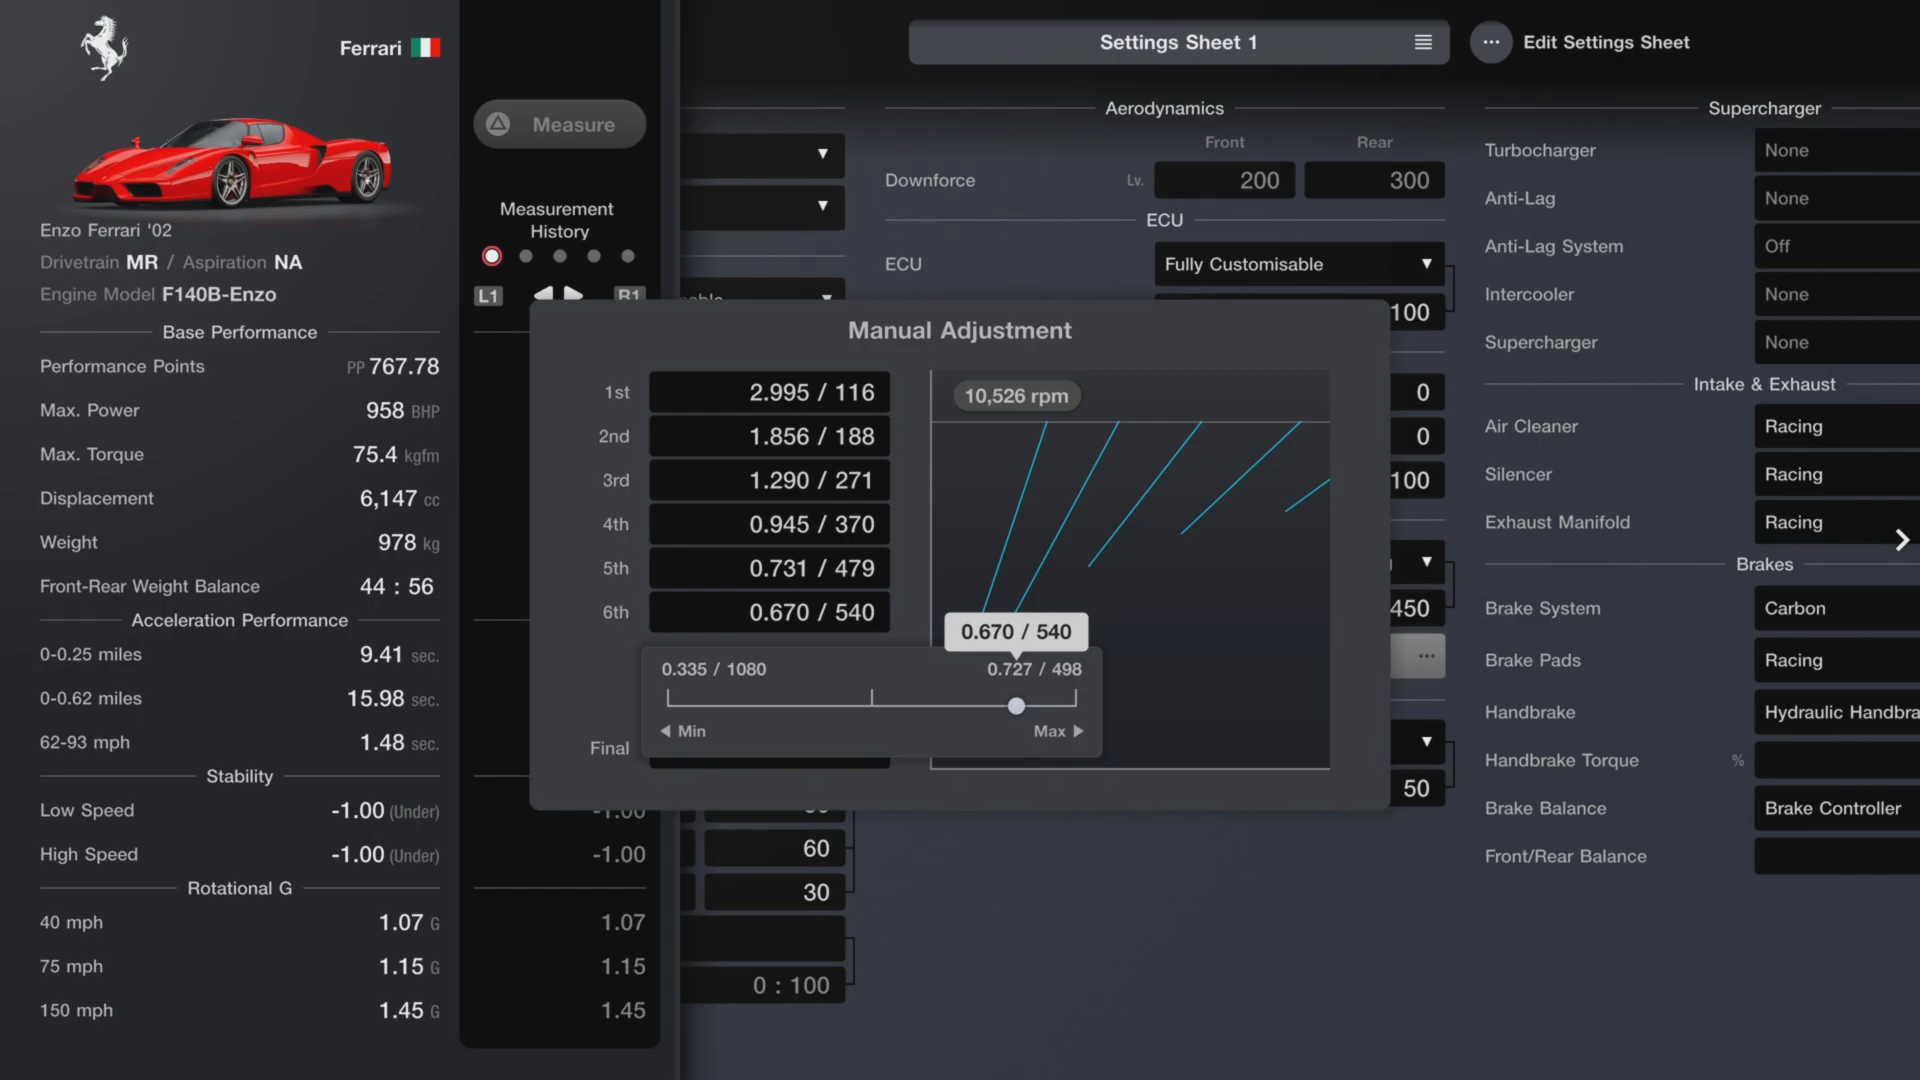 Ferrari
Enzo Ferrari '02
Drivetrain MR / Aspiration NA
Engine Model F140B-Enzo
Base Performance
Performance Points PP 767.78
Max. Power 958 BHP
Max. Torque 75.4 kgfm
Displacement 6,147 cc
Weight 978 kg
Front-Rear Weight Balance 44 : 56
Acceleration Performance
0-0.25 miles 9.41 sec.
0-0.62 miles 15.98 sec.
62-93 mph 1.48 sec.
Stability
Low Speed -1.00 (Under)
High Speed -1.00 (Under)
Rotational G
40 mph 1.07 G
75 mph 1.15 G
150 mph 1.45 G
Measure
Measurement
History
L1 R1
-1.00
-1.00
1.07
1.15
1.45
Settings Sheet 1
Edit Settings Sheet
Aerodynamics
Front Rear
Downforce Lv. 200 300
ECU
ECU Fully Customisable
100
0
0
100
450
50
60
30
0 : 100
Manual Adjustment
1st 2.995 / 116
2nd 1.856 / 188
3rd 1.290 / 271
4th 0.945 / 370
5th 0.731 / 479
6th 0.670 / 540
Final
10,526 rpm
0.670 / 540
0.335 / 1080 0.727 / 498
Min Max
Supercharger
Turbocharger None
Anti-Lag None
Anti-Lag System Off
Intercooler None
Supercharger None
Intake & Exhaust
Air Cleaner Racing
Silencer Racing
Exhaust Manifold Racing
Brakes
Brake System Carbon
Brake Pads Racing
Handbrake Hydraulic Handbra
Handbrake Torque %
Brake Balance Brake Controller
Front/Rear Balance